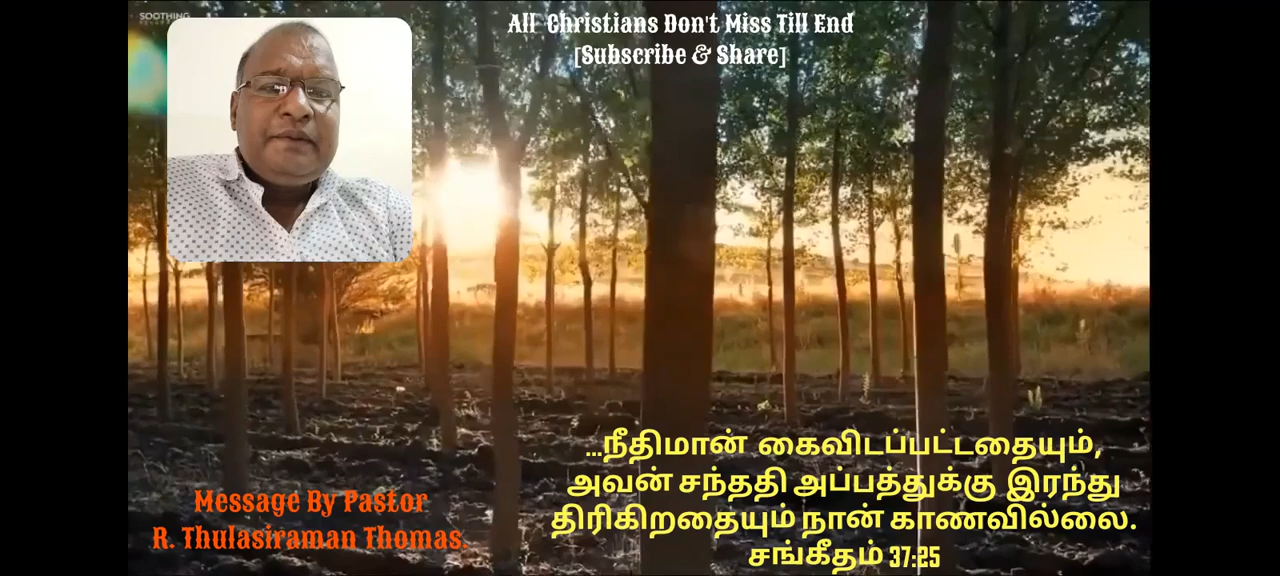 SOOTHING
All Christians Don't Miss Till End
[Subscribe & Share]
...நீதிமான் கைவிடப்பட்டதையும்,
அவன் சந்ததி அப்பத்துக்கு இரந்து
திரிகிறதையும் நான் காணவில்லை.
சங்கீதம் 37:25
Message By Pastor
R. Thulasiraman Thomas.